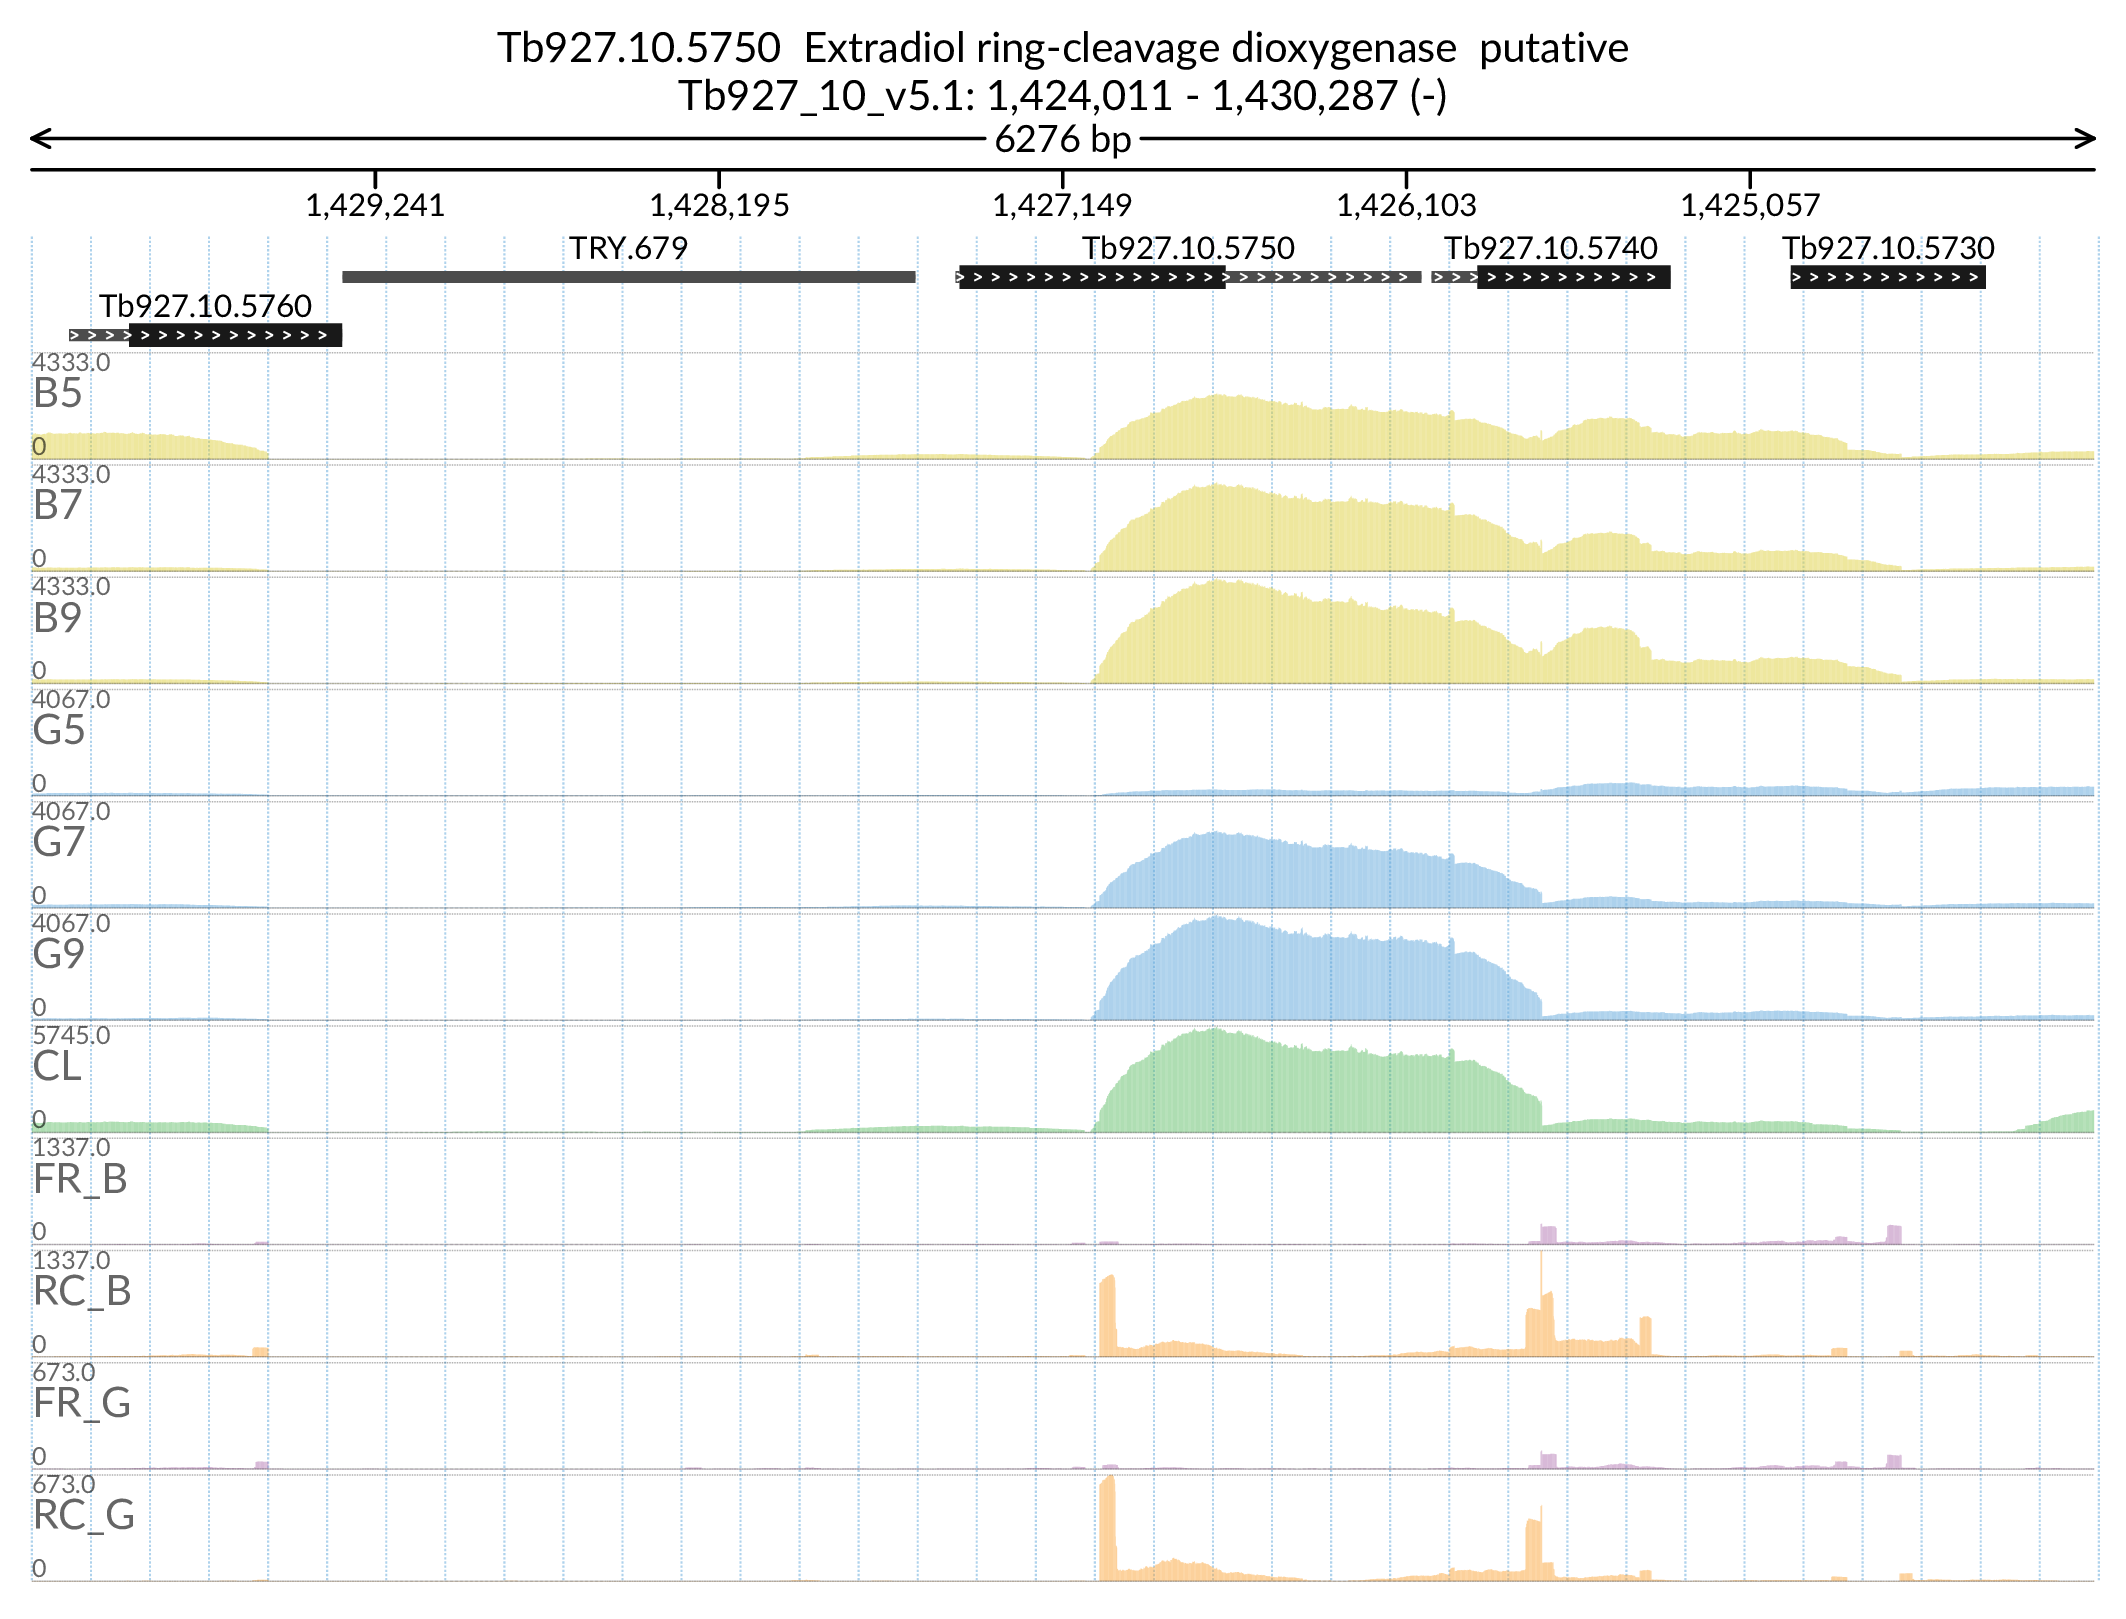 Tb927.10.5750  Extradiol ring-cleavage dioxygenase  putative
Tb927_10_v5.1: 1,424,011 - 1,430,287 (-)
6276 bp
1,429,241 1,428,195 1,427,149 1,426,103 1,425,057
TRY.679 Tb927.10.5750 Tb927.10.5740 Tb927.10.5730
Tb927.10.5760
4333.0
B5
0
4333.0
B7
0
4333.0
B9
0
4067.0
G5
0
4067.0
G7
0
4067.0
G9
0
5745.0
CL
0
1337.0
FR_B
0
1337.0
RC_B
0
673.0
FR_G
0
673.0
RC_G
0